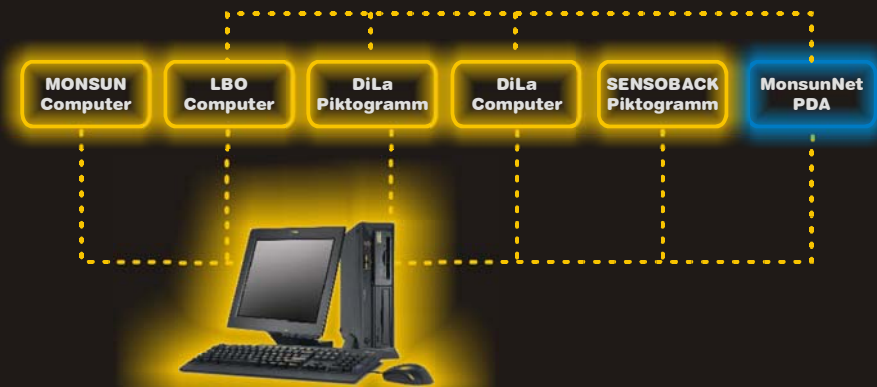 MONSUN
Computer
LBO
Computer
DiLa
Piktogramm
DiLa
Computer
SENSOBACK
Piktogramm
MonsunNet
PDA